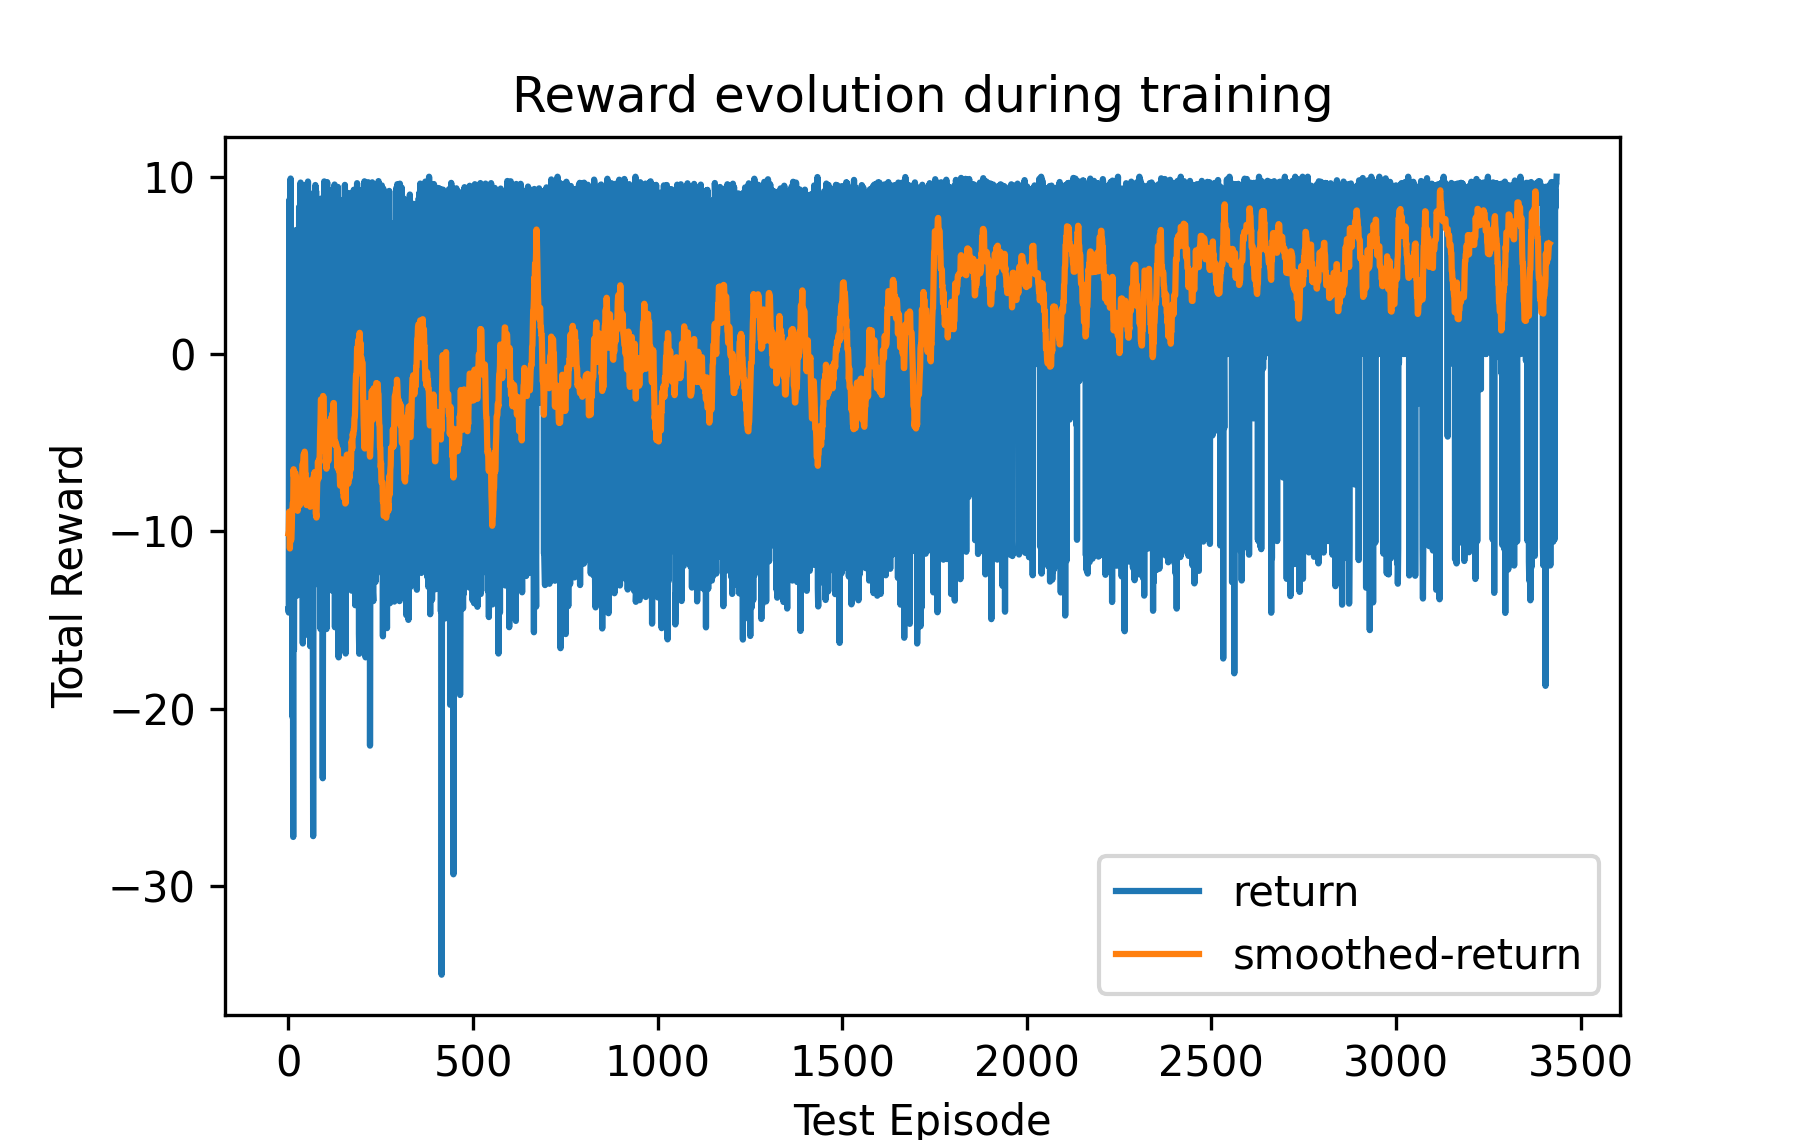 Reward evolution during training
Total Reward
10
0
−10
−20
−30
return
smoothed-return
0 500 1000 1500 2000 2500 3000 3500
Test Episode